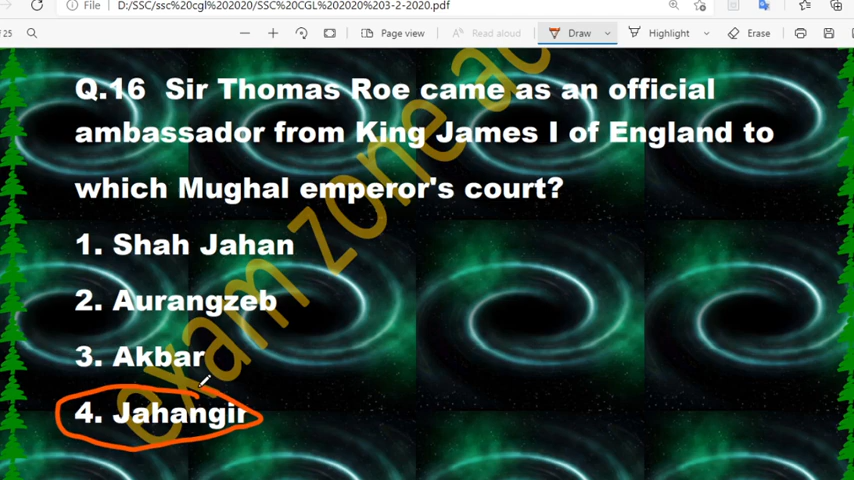 File D:/SSC/ssc%20cgl%202020/SSC%20CGL%202020%203-2-2020.pdf
/25 Page view Read aloud Draw Highlight Erase
Q.16 Sir Thomas Roe came as an official
ambassador from King James I of England to
which Mughal emperor's court?
1. Shah Jahan
2. Aurangzeb
3. Akbar
4. Jahangir
exam zone ac